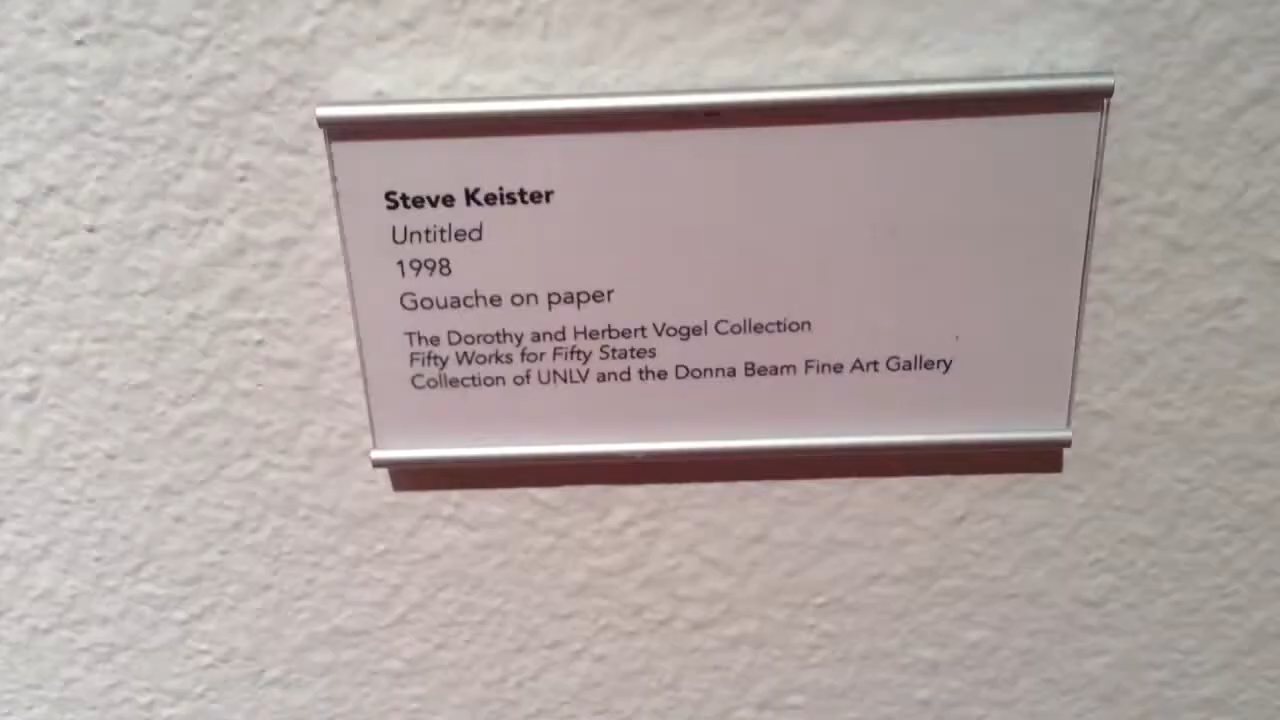 Steve Keister
Untitled
1998
Gouache on paper
The Dorothy and Herbert Vogel Collection
Fifty Works for Fifty States
Collection of UNLV and the Donna Beam Fine Art Gallery